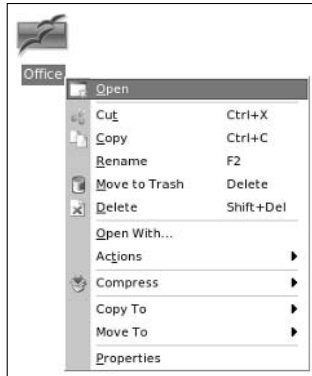 Office
Open
Cut Ctrl+X
Copy Ctrl+C
Rename F2
Move to Trash Delete
Delete Shift+Del
Open With...
Actions
Compress
Copy To
Move To
Properties